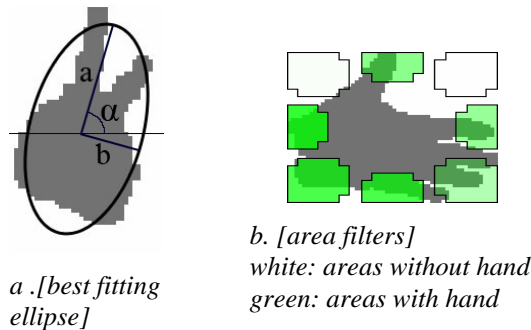 a
α
b
a .[best fitting
ellipse]
b. [area filters]
white: areas without hand
green: areas with hand